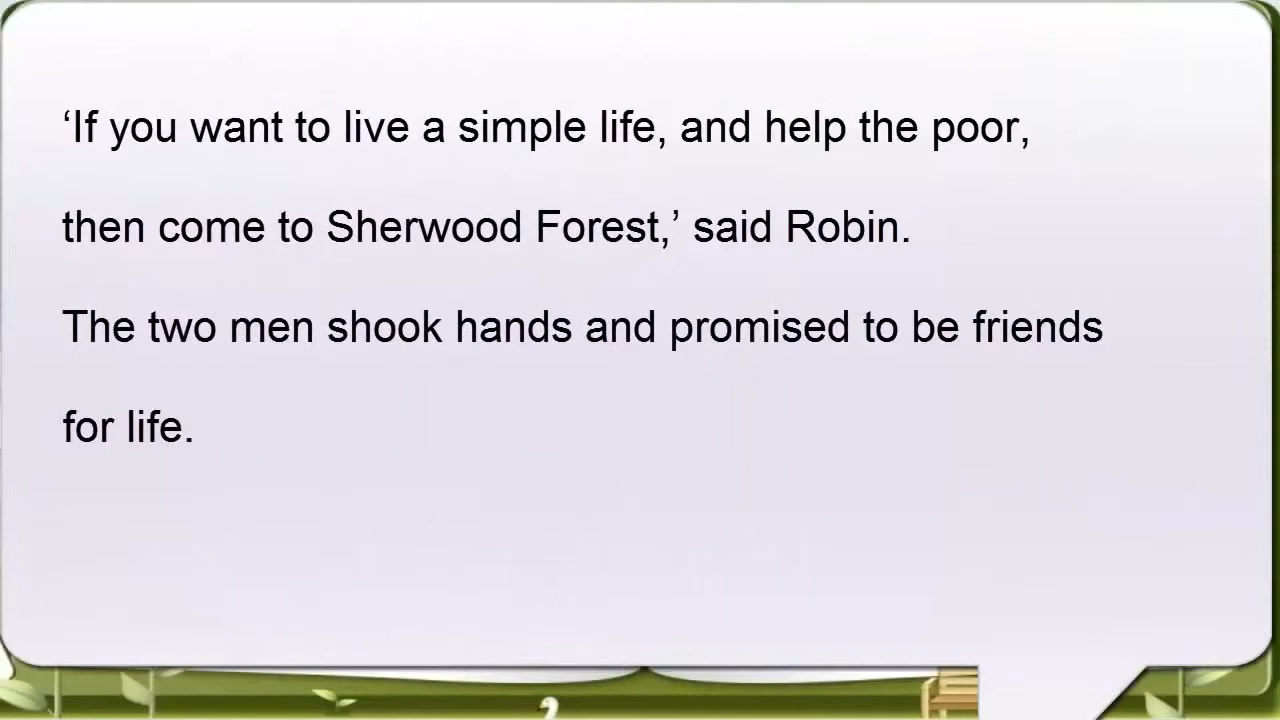 ‘If you want to live a simple life, and help the poor,
then come to Sherwood Forest,’ said Robin.
The two men shook hands and promised to be friends
for life.